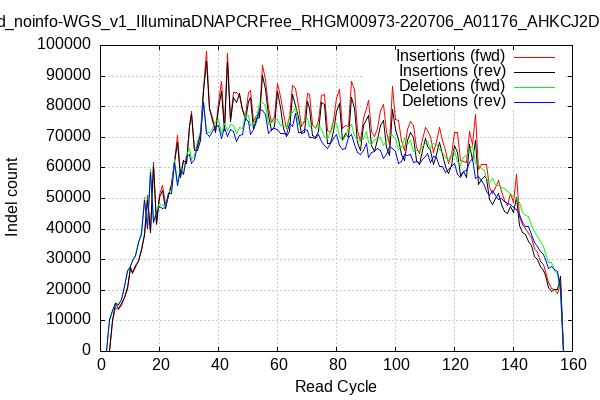 d_noinfo-WGS_v1_IlluminaDNAPCRFree_RHGM00973-220706_A01176_AHKCJ2D
Insertions (fwd)
Insertions (rev)
Deletions (fwd)
Deletions (rev)
Indel count
100000
90000
80000
70000
60000
50000
40000
30000
20000
10000
0
0 20 40 60 80 100 120 140 160
Read Cycle